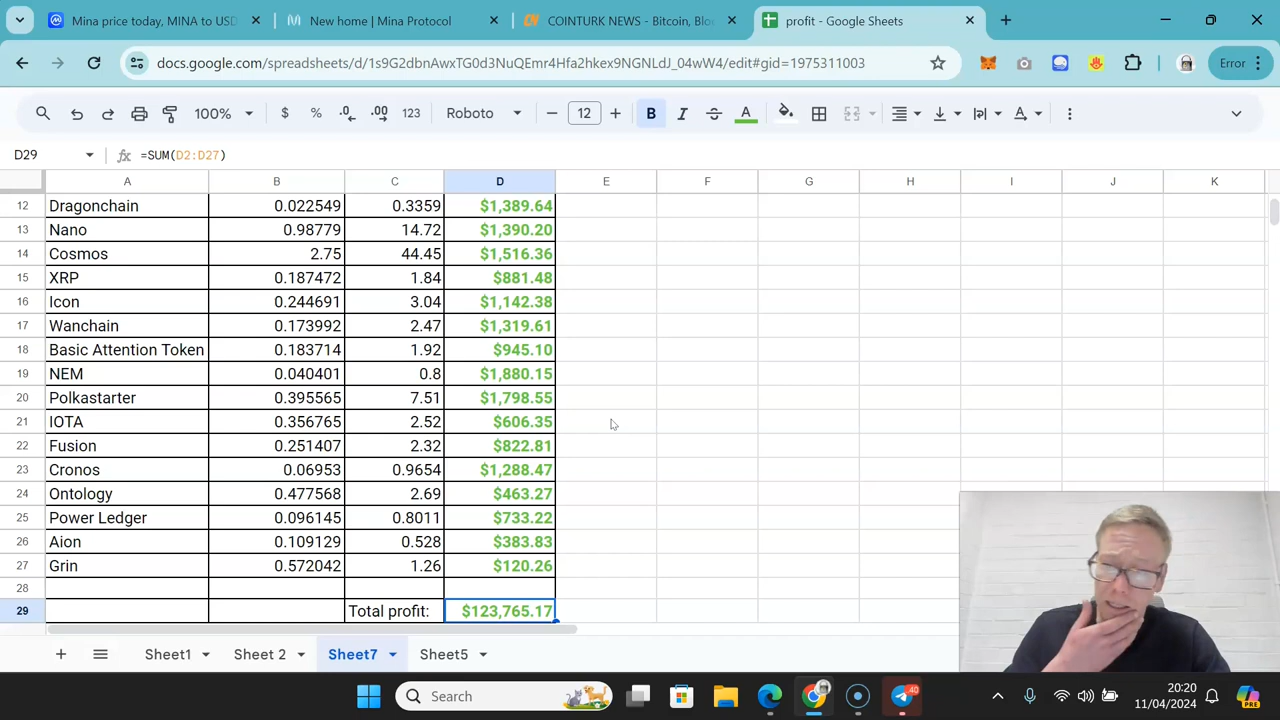 Mina price today, MINA to USD
New home | Mina Protocol
COINTURK NEWS - Bitcoin, Blo
profit - Google Sheets
docs.google.com/spreadsheets/d/1s9G2dbnAwxTG0d3NuQEmr4Hfa2hkex9NGNLdJ_04wW4/edit#gid=1975311003
Error
100% $ % .0 .00 123 Roboto 12 B I A
D29 fx =SUM(D2:D27)
A B C D E F G H I J K
12 Dragonchain 0.022549 0.3359 $1,389.64
13 Nano 0.98779 14.72 $1,390.20
14 Cosmos 2.75 44.45 $1,516.36
15 XRP 0.187472 1.84 $881.48
16 Icon 0.244691 3.04 $1,142.38
17 Wanchain 0.173992 2.47 $1,319.61
18 Basic Attention Token 0.183714 1.92 $945.10
19 NEM 0.040401 0.8 $1,880.15
20 Polkastarter 0.395565 7.51 $1,798.55
21 IOTA 0.356765 2.52 $606.35
22 Fusion 0.251407 2.32 $822.81
23 Cronos 0.06953 0.9654 $1,288.47
24 Ontology 0.477568 2.69 $463.27
25 Power Ledger 0.096145 0.8011 $733.22
26 Aion 0.109129 0.528 $383.83
27 Grin 0.572042 1.26 $120.26
28
29 Total profit: $123,765.17
Sheet1 Sheet 2 Sheet7 Sheet5
Search
40
20:20
11/04/2024
PRE